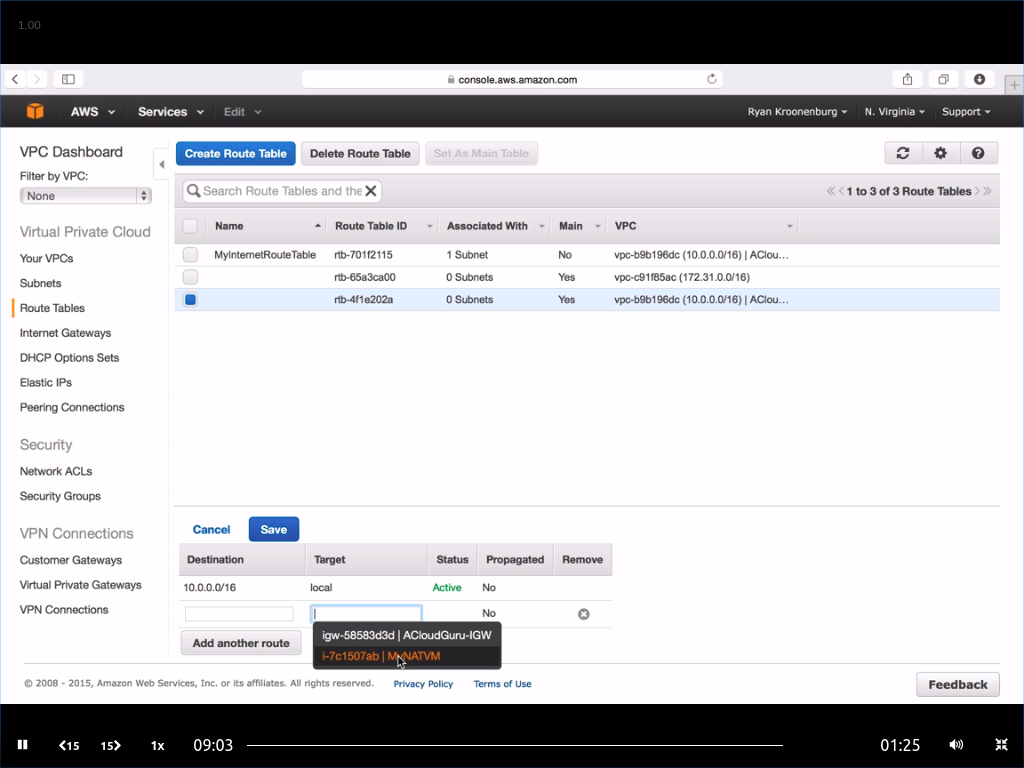 1.00
console.aws.amazon.com
AWS Services Edit Ryan Kroonenburg N. Virginia Support
VPC Dashboard
Filter by VPC:
None
Virtual Private Cloud
Your VPCs
Subnets
Route Tables
Internet Gateways
DHCP Options Sets
Elastic IPs
Peering Connections
Security
Network ACLs
Security Groups
VPN Connections
Customer Gateways
Virtual Private Gateways
VPN Connections
Create Route Table Delete Route Table Set As Main Table
Search Route Tables and the
1 to 3 of 3 Route Tables
Name Route Table ID Associated With Main VPC
MyInternetRouteTable rtb-701f2115 1 Subnet No vpc-b9b196dc (10.0.0.0/16) | AClou...
rtb-65a3ca00 0 Subnets Yes vpc-c91f85ac (172.31.0.0/16)
rtb-4f1e202a 0 Subnets Yes vpc-b9b196dc (10.0.0.0/16) | AClou...
Cancel Save
Destination Target Status Propagated Remove
10.0.0.0/16 local Active No
No
igw-58583d3d | ACloudGuru-IGW
i-7c1507ab | MyNATVM
Add another route
© 2008 - 2015, Amazon Web Services, Inc. or its affiliates. All rights reserved. Privacy Policy Terms of Use
Feedback
15 15 1x 09:03 01:25